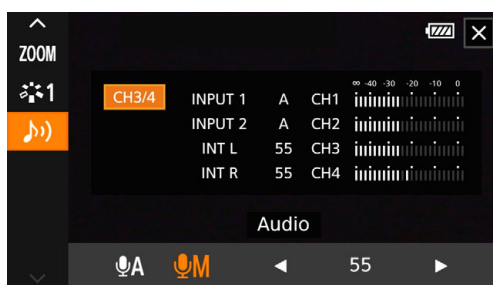 ZOOM
1
∞ -40 -30 -20 -10 0
CH3/4 INPUT 1 A CH1
INPUT 2 A CH2
INT L 55 CH3
INT R 55 CH4
Audio
A M ◄ 55 ►